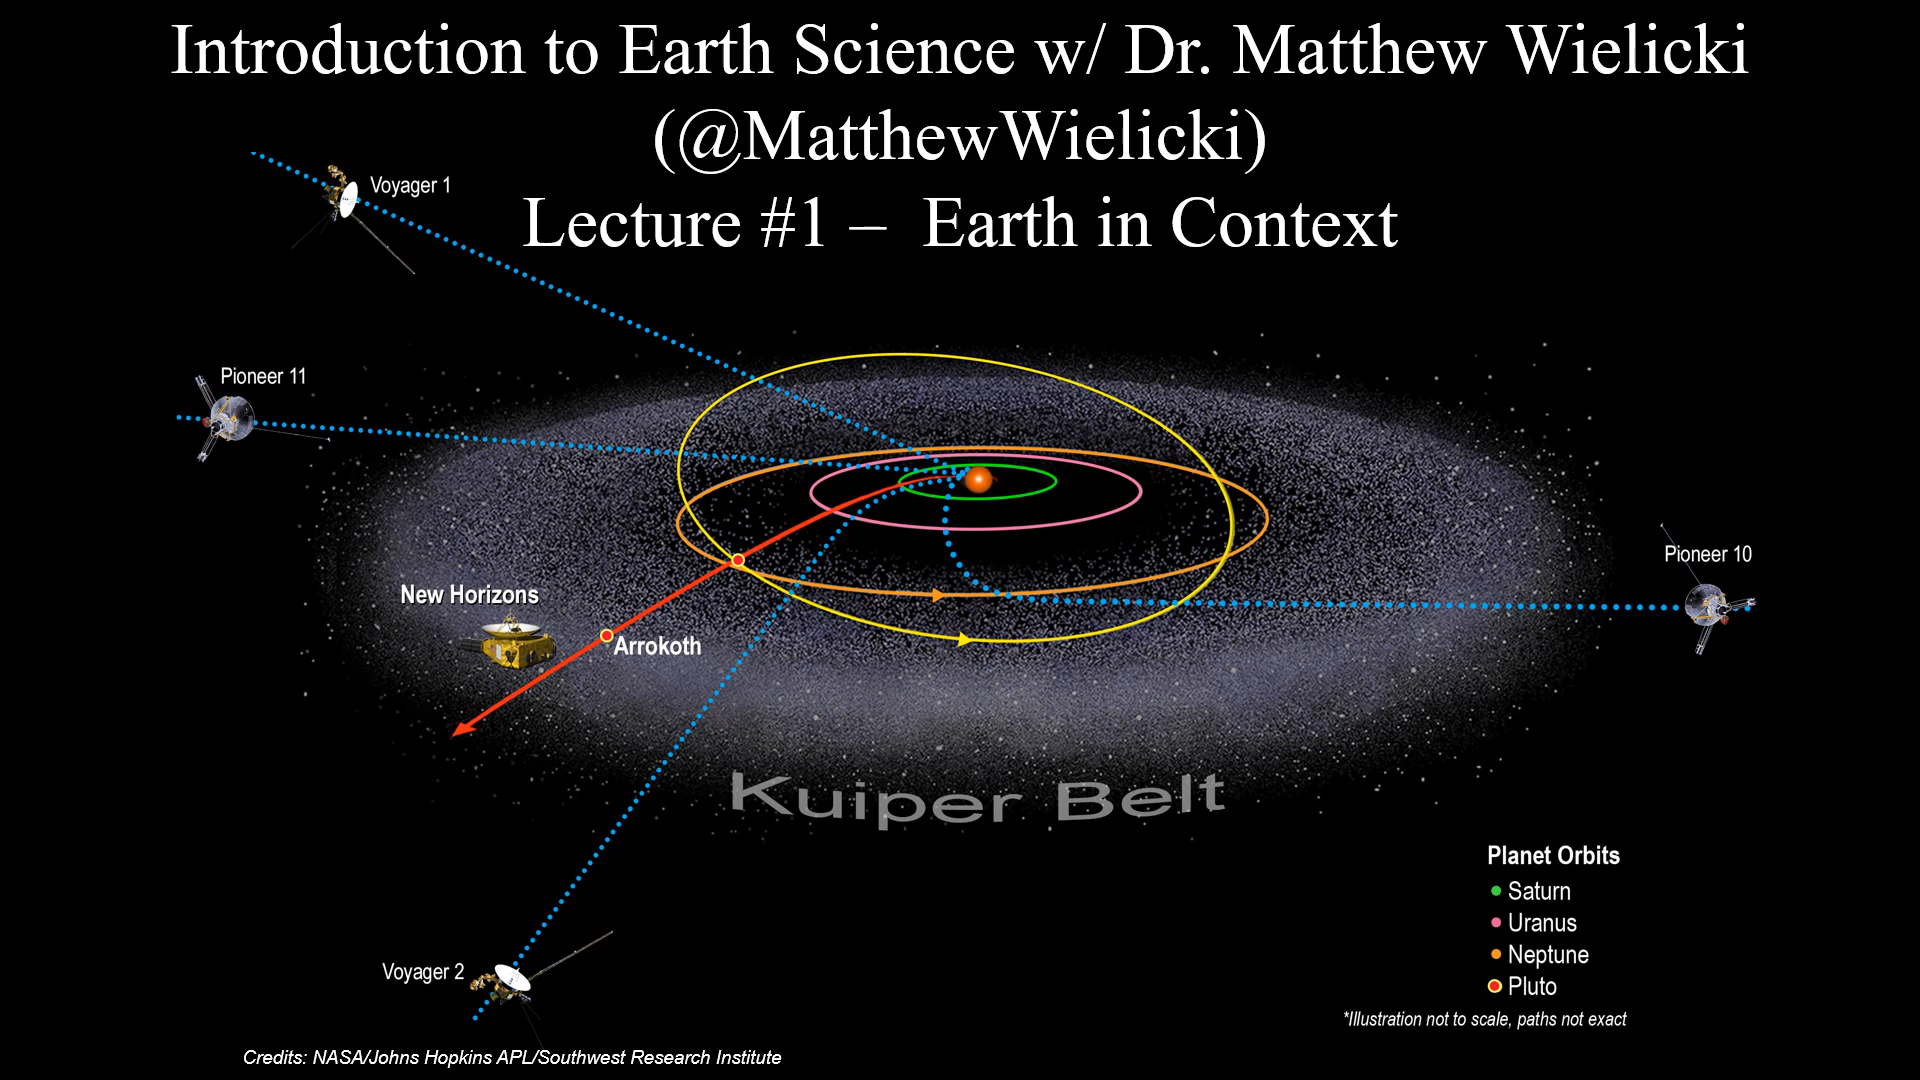 Introduction to Earth Science w/ Dr. Matthew Wielicki
(@MatthewWielicki)
Lecture #1 – Earth in Context
Voyager 1
Pioneer 11
Pioneer 10
New Horizons
Arrokoth
Kuiper Belt
Planet Orbits
Saturn
Uranus
Neptune
Pluto
*Illustration not to scale, paths not exact
Voyager 2
Credits: NASA/Johns Hopkins APL/Southwest Research Institute